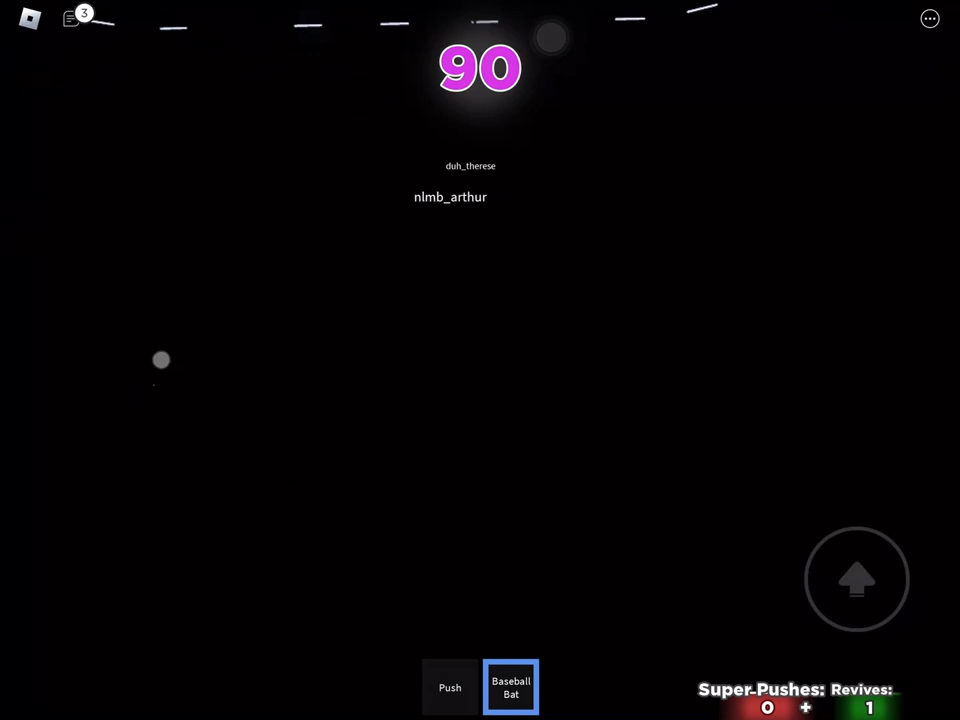 3
90
duh_therese
nlmb_arthur
Push
Baseball
Bat
Super Pushes: Revives:
0 + 1